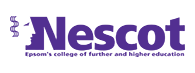 Nescot
Epsom's college of further and higher education